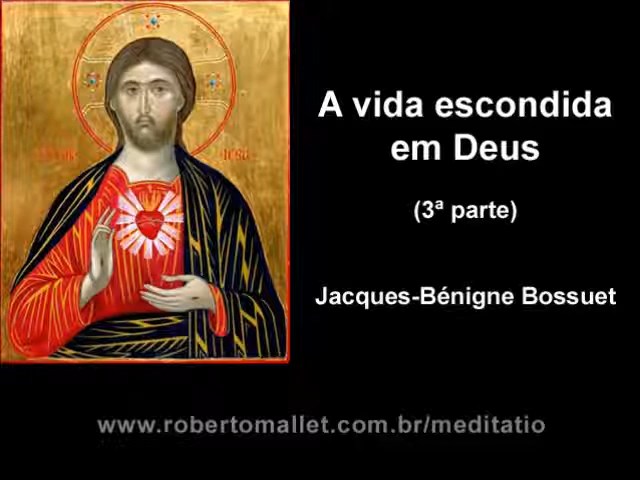 A vida escondida
em Deus
(3ª parte)
Jacques-Bénigne Bossuet
www.robertomallet.com.br/meditatio